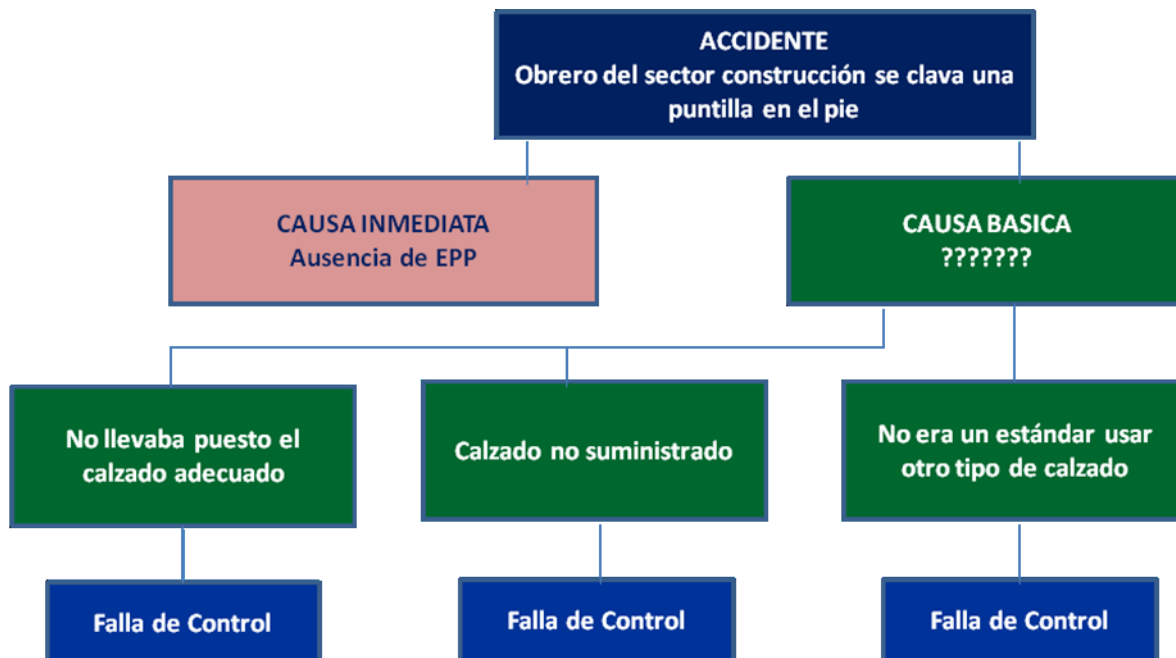 ACCIDENTE
Obrero del sector construcción se clava una
puntilla en el pie
CAUSA INMEDIATA
Ausencia de EPP
CAUSA BASICA
???????
No llevaba puesto el
calzado adecuado
Calzado no suministrado
No era un estándar usar
otro tipo de calzado
Falla de Control
Falla de Control
Falla de Control